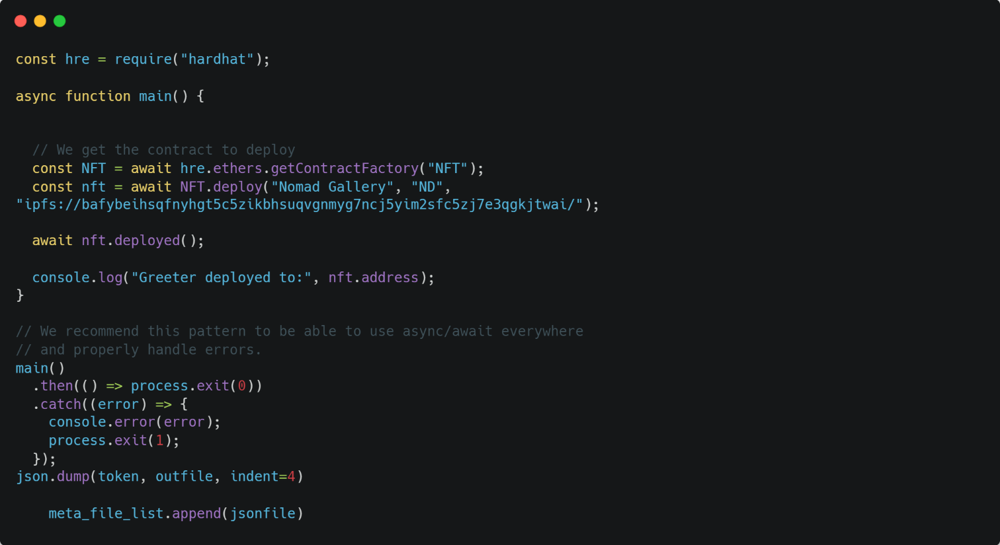 const hre = require("hardhat");

async function main() {


  // We get the contract to deploy
  const NFT = await hre.ethers.getContractFactory("NFT");
  const nft = await NFT.deploy("Nomad Gallery", "ND",
"ipfs://bafybeihsqfnyhgt5c5zikbhsuqvgnmyg7ncj5yim2sfc5zj7e3qgkjtwai/");

  await nft.deployed();

  console.log("Greeter deployed to:", nft.address);
}

// We recommend this pattern to be able to use async/await everywhere
// and properly handle errors.
main()
  .then(() => process.exit(0))
  .catch((error) => {
    console.error(error);
    process.exit(1);
  });
json.dump(token, outfile, indent=4)

    meta_file_list.append(jsonfile)